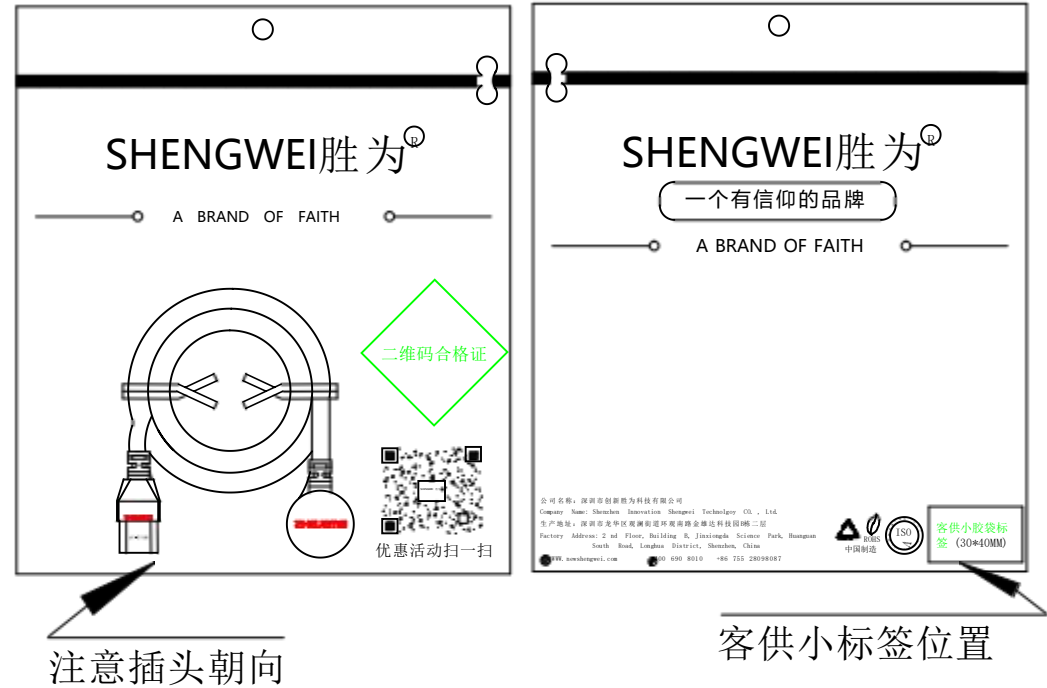 SHENGWEI胜为®
A BRAND OF FAITH
二维码合格证
优惠活动扫一扫
注意插头朝向
SHENGWEI胜为®
一个有信仰的品牌
A BRAND OF FAITH
公司名称：深圳市创新胜为科技有限公司
Company Name: Shenzhen Innovation Shengwei Technolgoy CO., Ltd.
生产地址：深圳市龙华区观澜街道环观南路金雄达科技园B栋二层
Factory Address: 2 nd Floor, Building B, Jinxiongda Science Park, Huanguan
South Road, Longhua District, Shenzhen, China
WWW.newshengwei.com
400 690 8010 +86 755 28098087
ROHS
中国制造
ISO
客供小胶袋标
签 (30*40MM)
客供小标签位置